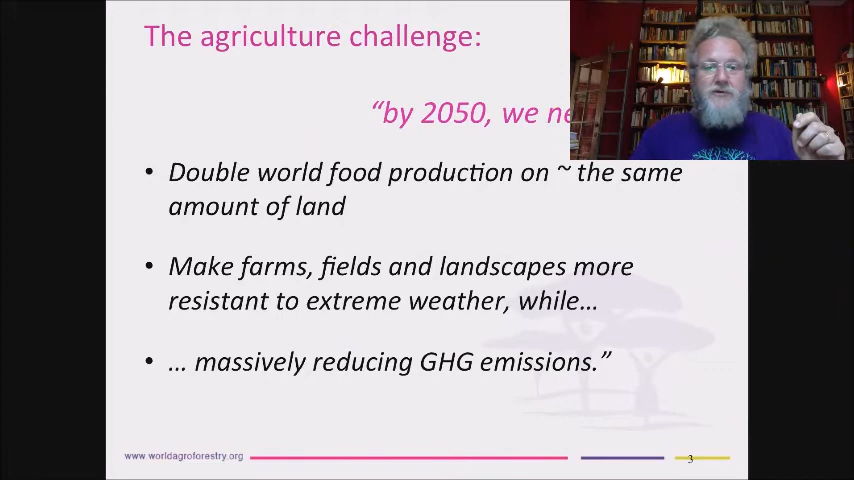 The agriculture challenge:
“by 2050, we
• Double world food production on ~ the same
amount of land
• Make farms, fields and landscapes more
resistant to extreme weather, while…
• … massively reducing GHG emissions.”
www.worldagroforestry.org
3